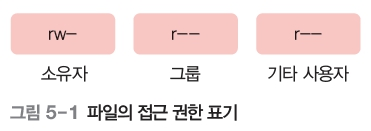 rw- r-- r--
소유자 그룹 기타 사용자
그림 5-1 파일의 접근 권한 표기